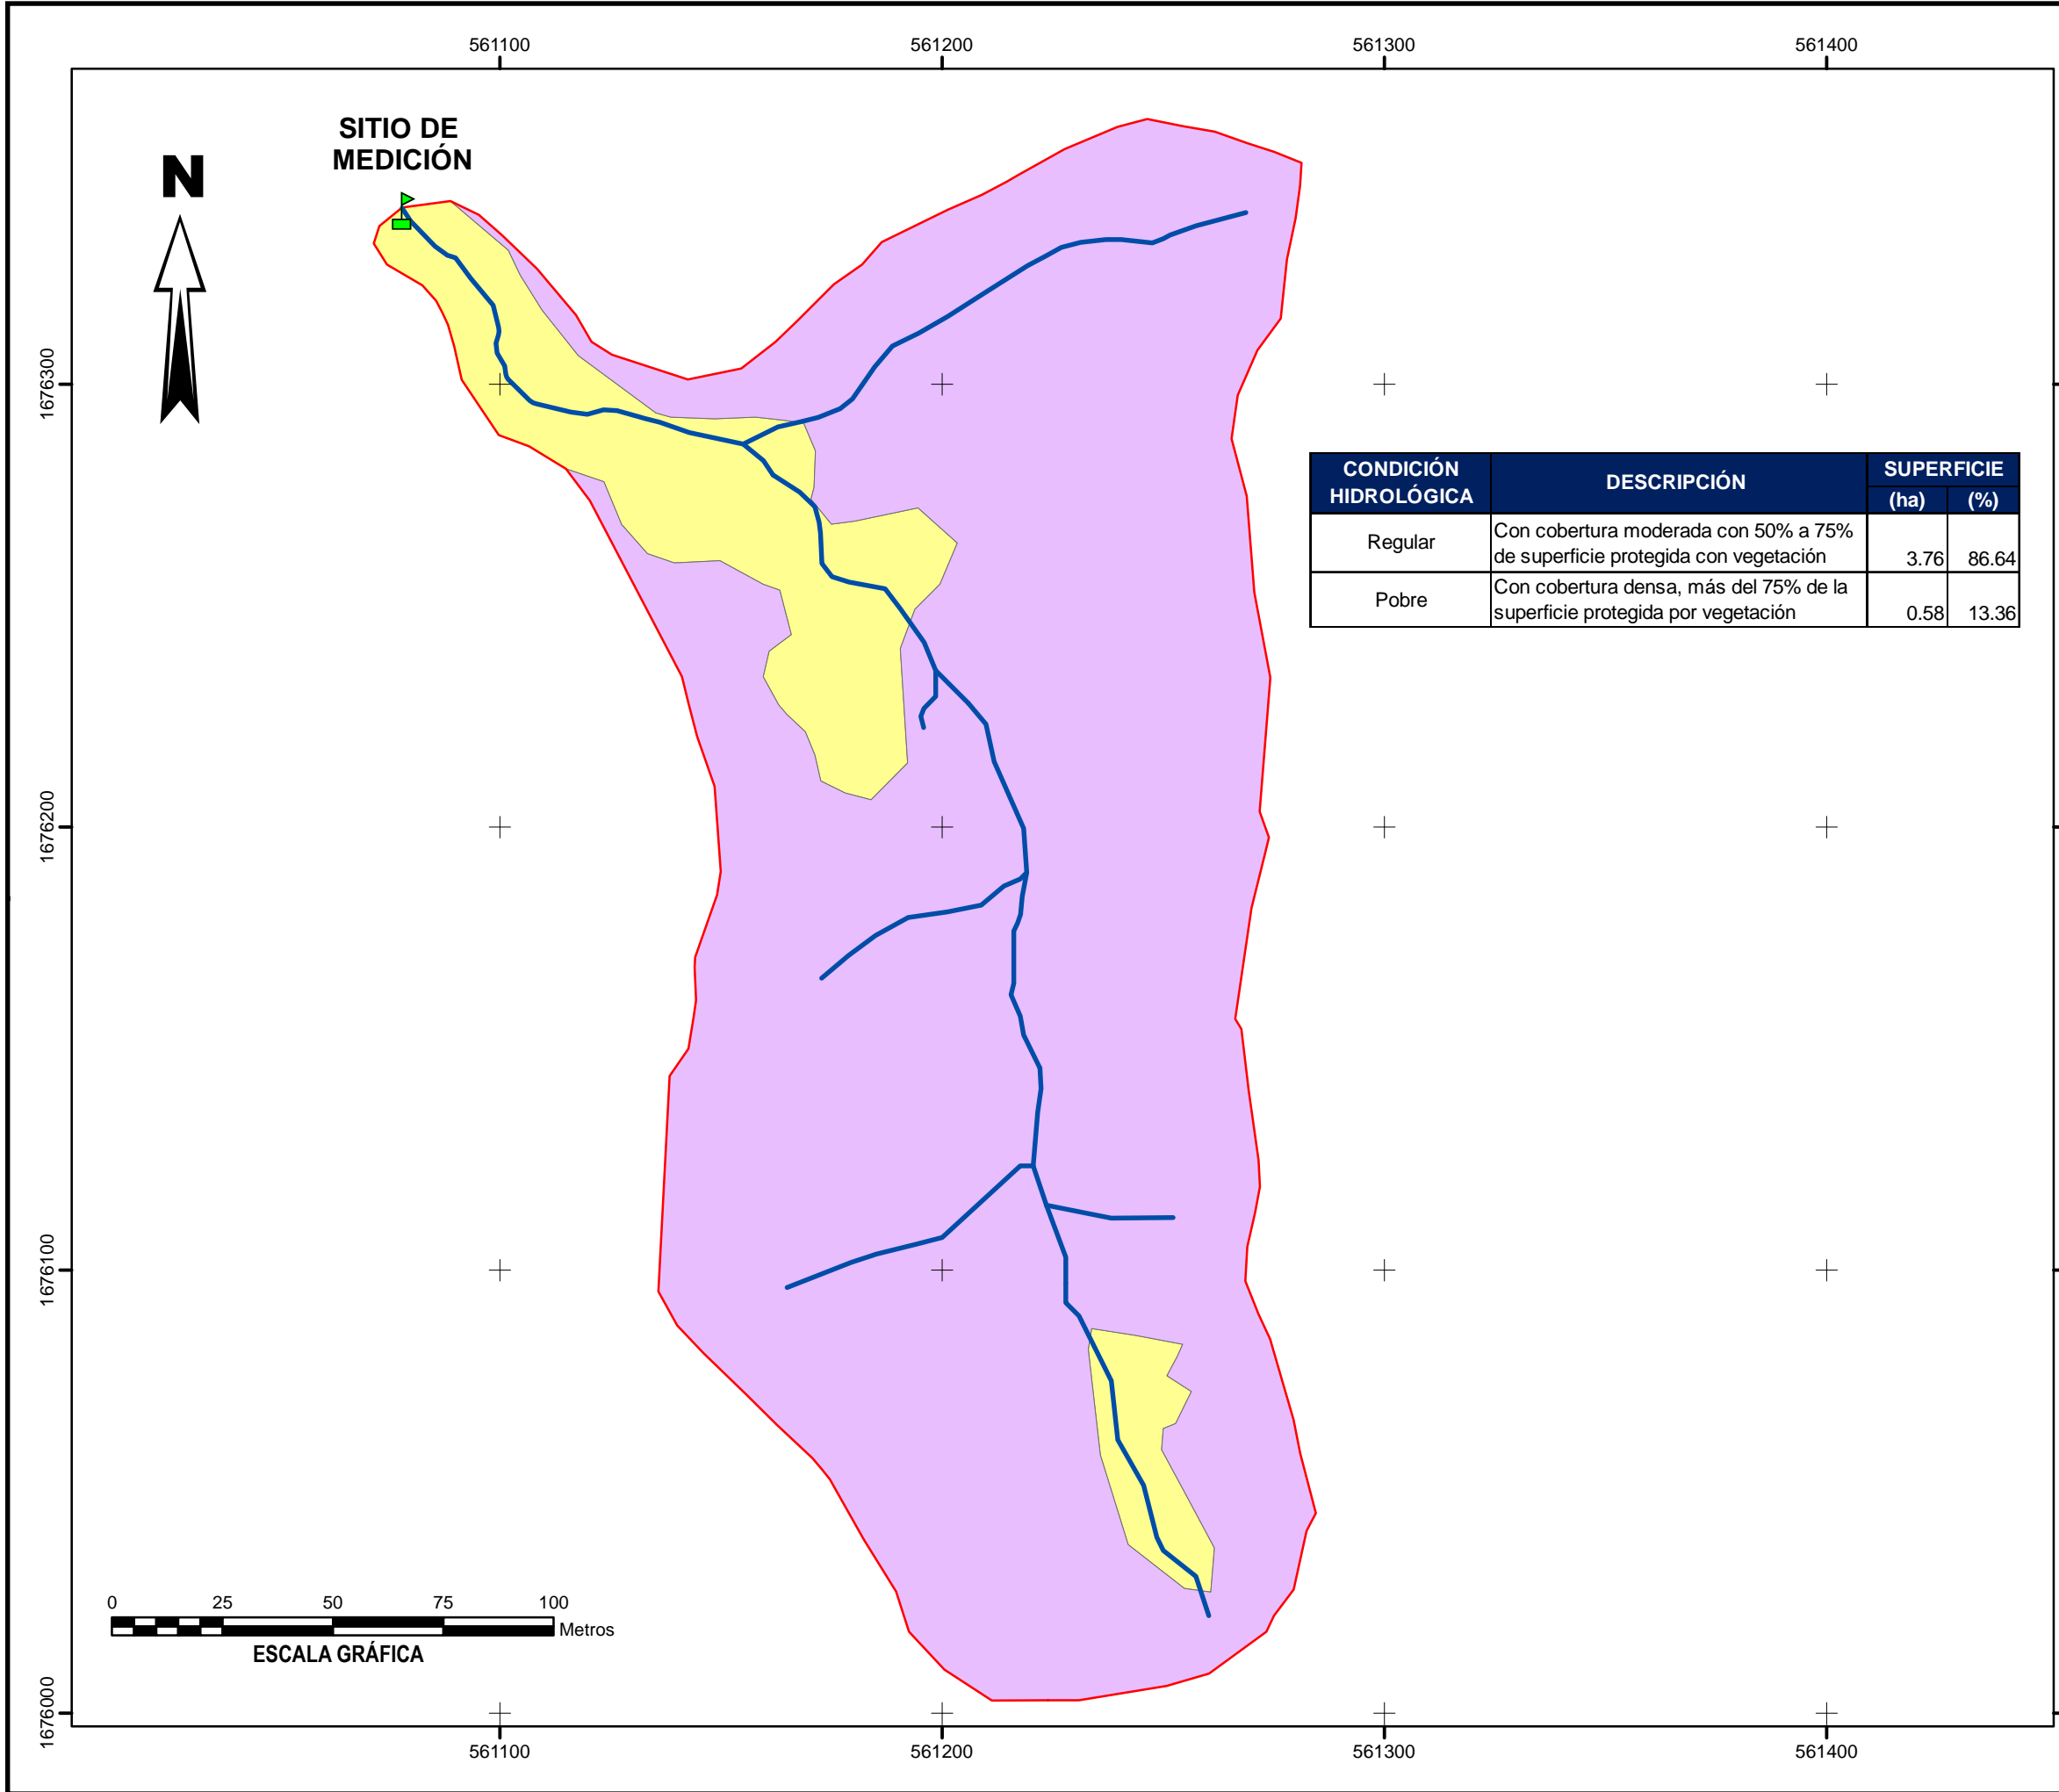 561100 561200 561300 561400
SITIO DE
MEDICIÓN
N
1676300
CONDICIÓN HIDROLÓGICA DESCRIPCIÓN SUPERFICIE
(ha) (%)
Regular Con cobertura moderada con 50% a 75%
de superficie protegida con vegetación 3.76 86.64
Pobre Con cobertura densa, más del 75% de la
superficie protegida por vegetación 0.58 13.36
1676200
1676100
0 25 50 75 100
Metros
ESCALA GRÁFICA
1676000
561100 561200 561300 561400